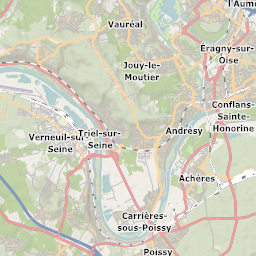 l'Aumô
Vauréal
Éragny-sur-
Oise
Jouy-le-
Moutier
Conflans-
Sainte-
Honorine
Andrésy
Triel-sur-
Seine
Verneuil-sur-
Seine
Achères
Carrières-
sous-Poissy
Poissy